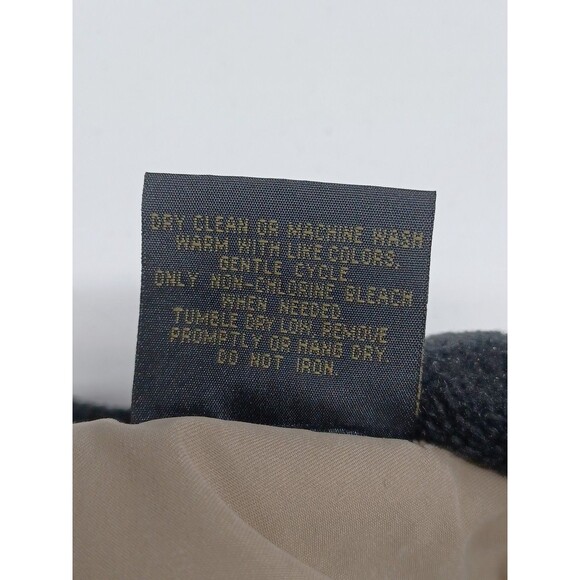 DRY CLEAN OR MACHINE WASH
WARM WITH LIKE COLORS,
GENTLE CYCLE
ONLY NON-CHLORINE BLEACH
WHEN NEEDED
TUMBLE DRY LOW, REMOVE
PROMPTLY OR HANG DRY.
DO NOT IRON.